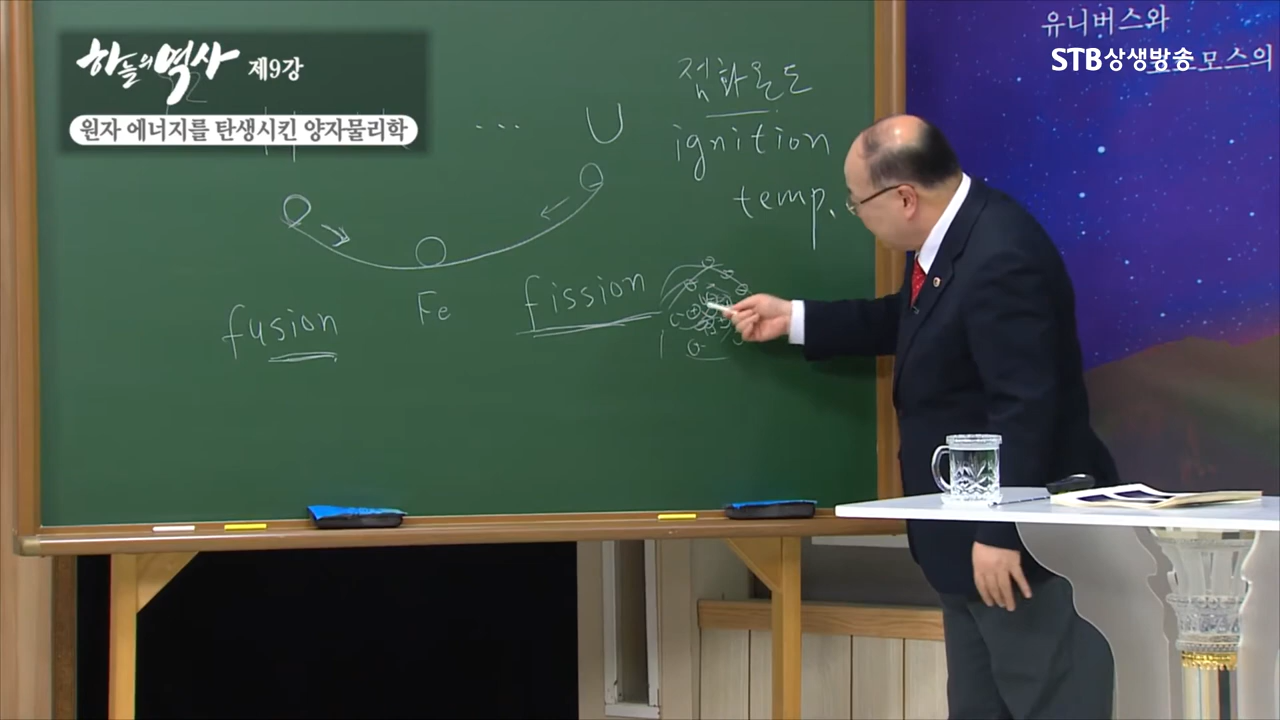 하늘의 역사 제9강
원자 에너지를 탄생시킨 양자물리학
유니버스와
STB상생방송
모스의
점화온도
ignition
temp.
... U
fusion
Fe
fission